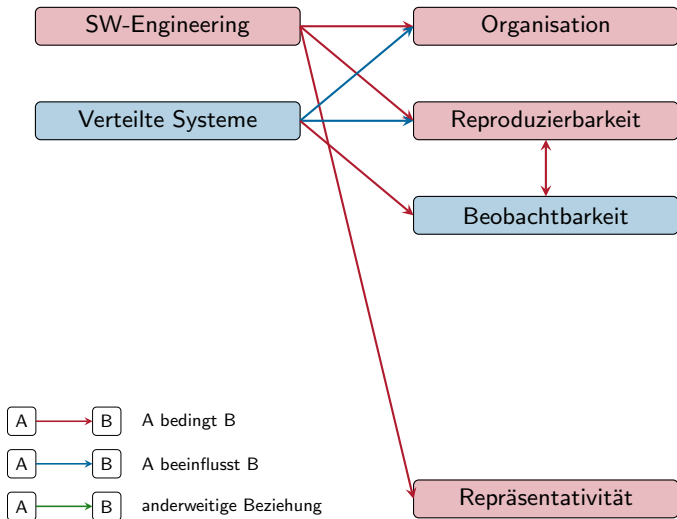 SW-Engineering
Organisation
Verteilte Systeme
Reproduzierbarkeit
Beobachtbarkeit
A B A bedingt B
A B A beeinflusst B
A B anderweitige Beziehung
Repräsentativität